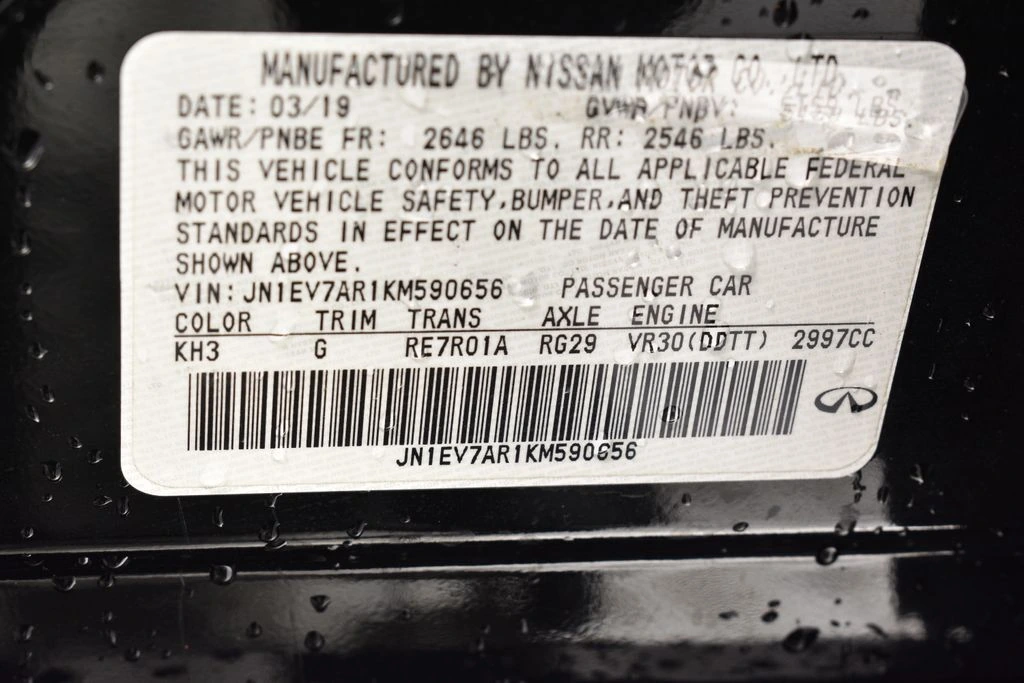 MANUFACTURED BY NISSAN MOTOR CO., LTD.
DATE: 03/19 GVWR/PNBV: LBS.
GAWR/PNBE FR: 2646 LBS. RR: 2546 LBS.
THIS VEHICLE CONFORMS TO ALL APPLICABLE FEDERAL
MOTOR VEHICLE SAFETY,BUMPER,AND THEFT PREVENTION
STANDARDS IN EFFECT ON THE DATE OF MANUFACTURE
SHOWN ABOVE.
VIN: JN1EV7AR1KM590656 PASSENGER CAR
COLOR TRIM TRANS AXLE ENGINE
KH3 G RE7R01A RG29 VR30(DDTT) 2997CC
JN1EV7AR1KM590656